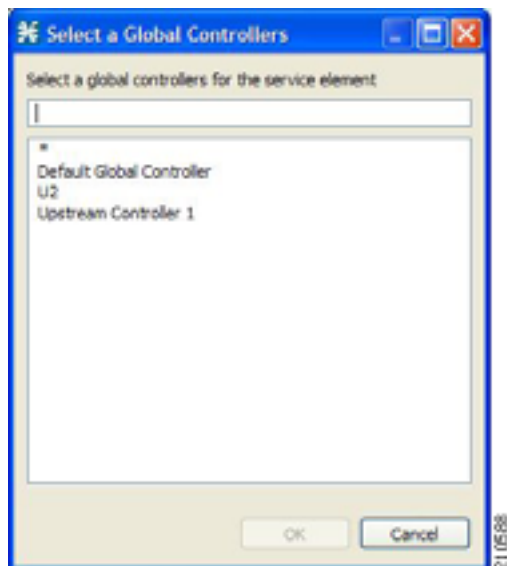 Select a Global Controllers
Select a global controllers for the service element
*
Default Global Controller
U2
Upstream Controller 1
OK
Cancel
210588